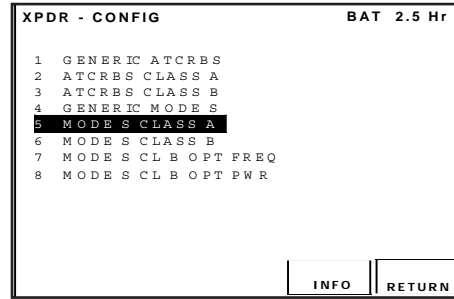 XPDR - CONFIG BAT 2.5 Hr
1 GENERIC ATCRBS
2 ATCRBS CLASS A
3 ATCRBS CLASS B
4 GENERIC MODE S
5 MODE S CLASS A
6 MODE S CLASS B
7 MODE S CL B OPT FREQ
8 MODE S CL B OPT PWR
INFO RETURN